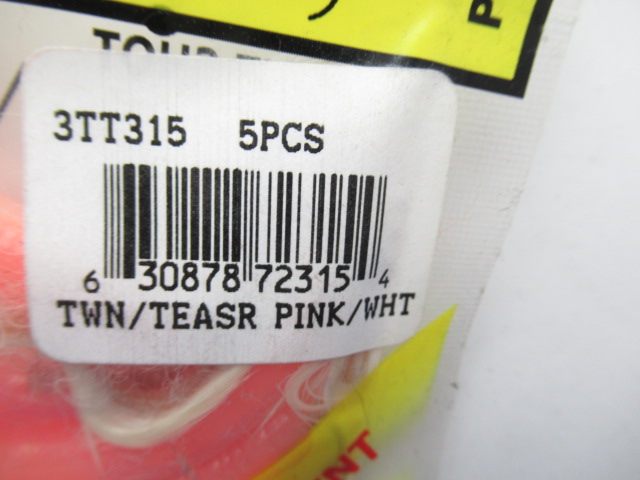 P
3TT315 5PCS
6 30878 72315 4
TWN/TEASR PINK/WHT